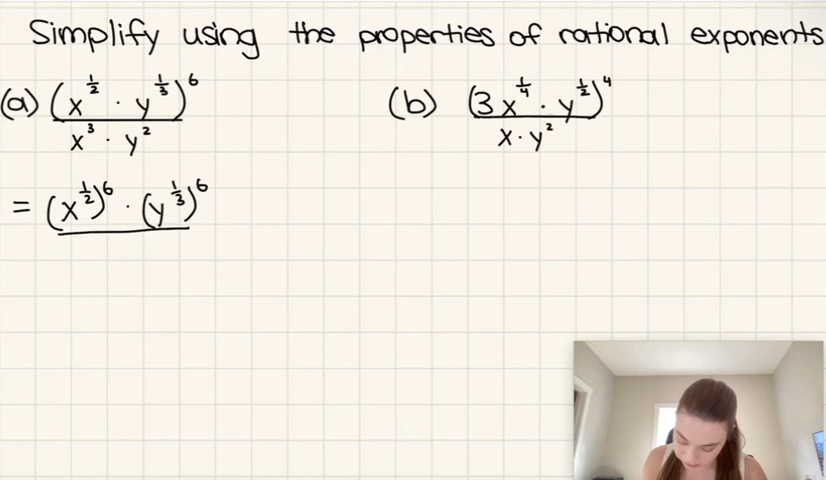 Simplify using the properties of rational exponents
(a) (x^{1/2} · y^{1/3})^6 (b) (3x^{1/4} · y^{1/2})^4
x^3 · y^2 x · y^2
= (x^{1/2})^6 · (y^{1/3})^6